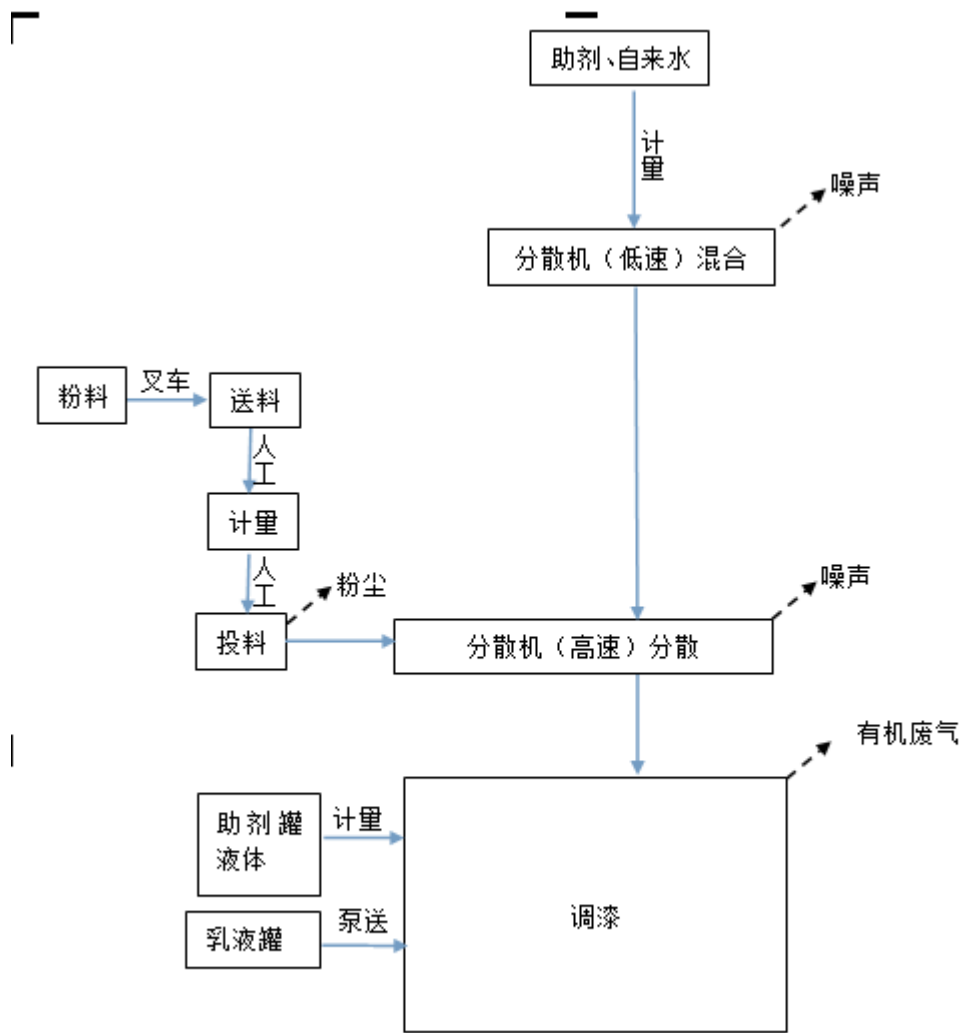 助剂、自来水
计量
噪声
分散机（低速）混合
粉料
叉车
送料
人工
计量
人工
粉尘
噪声
投料
分散机（高速）分散
有机废气
助剂罐
液体
计量
调漆
乳液罐
泵送